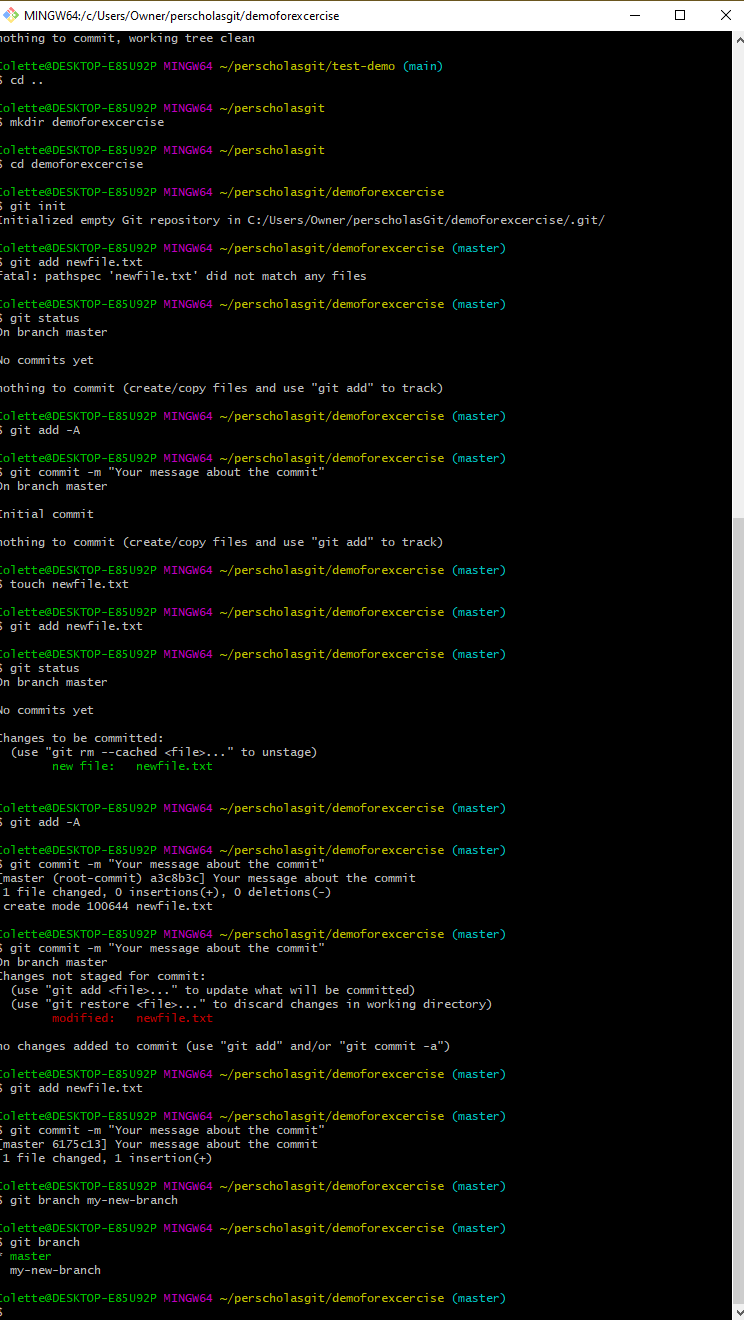 MINGW64:/c/Users/Owner/perscholasgit/demoforexcercise
nothing to commit, working tree clean
Colette@DESKTOP-E85U92P MINGW64 ~/perscholasgit/test-demo (main)
$ cd ..
Colette@DESKTOP-E85U92P MINGW64 ~/perscholasgit
$ mkdir demoforexcercise
Colette@DESKTOP-E85U92P MINGW64 ~/perscholasgit
$ cd demoforexcercise
Colette@DESKTOP-E85U92P MINGW64 ~/perscholasgit/demoforexcercise
$ git init
Initialized empty Git repository in C:/Users/Owner/perscholasGit/demoforexcercise/.git/
Colette@DESKTOP-E85U92P MINGW64 ~/perscholasgit/demoforexcercise (master)
$ git add newfile.txt
fatal: pathspec 'newfile.txt' did not match any files
Colette@DESKTOP-E85U92P MINGW64 ~/perscholasgit/demoforexcercise (master)
$ git status
On branch master
No commits yet
nothing to commit (create/copy files and use "git add" to track)
Colette@DESKTOP-E85U92P MINGW64 ~/perscholasgit/demoforexcercise (master)
$ git add -A
Colette@DESKTOP-E85U92P MINGW64 ~/perscholasgit/demoforexcercise (master)
$ git commit -m "Your message about the commit"
On branch master
Initial commit
nothing to commit (create/copy files and use "git add" to track)
Colette@DESKTOP-E85U92P MINGW64 ~/perscholasgit/demoforexcercise (master)
$ touch newfile.txt
Colette@DESKTOP-E85U92P MINGW64 ~/perscholasgit/demoforexcercise (master)
$ git add newfile.txt
Colette@DESKTOP-E85U92P MINGW64 ~/perscholasgit/demoforexcercise (master)
$ git status
On branch master
No commits yet
Changes to be committed:
  (use "git rm --cached <file>..." to unstage)
        new file:   newfile.txt
Colette@DESKTOP-E85U92P MINGW64 ~/perscholasgit/demoforexcercise (master)
$ git add -A
Colette@DESKTOP-E85U92P MINGW64 ~/perscholasgit/demoforexcercise (master)
$ git commit -m "Your message about the commit"
[master (root-commit) a3c8b3c] Your message about the commit
 1 file changed, 0 insertions(+), 0 deletions(-)
 create mode 100644 newfile.txt
Colette@DESKTOP-E85U92P MINGW64 ~/perscholasgit/demoforexcercise (master)
$ git commit -m "Your message about the commit"
On branch master
Changes not staged for commit:
  (use "git add <file>..." to update what will be committed)
  (use "git restore <file>..." to discard changes in working directory)
        modified:   newfile.txt
no changes added to commit (use "git add" and/or "git commit -a")
Colette@DESKTOP-E85U92P MINGW64 ~/perscholasgit/demoforexcercise (master)
$ git add newfile.txt
Colette@DESKTOP-E85U92P MINGW64 ~/perscholasgit/demoforexcercise (master)
$ git commit -m "Your message about the commit"
[master 6175c13] Your message about the commit
 1 file changed, 1 insertion(+)
Colette@DESKTOP-E85U92P MINGW64 ~/perscholasgit/demoforexcercise (master)
$ git branch my-new-branch
Colette@DESKTOP-E85U92P MINGW64 ~/perscholasgit/demoforexcercise (master)
$ git branch
* master
  my-new-branch
Colette@DESKTOP-E85U92P MINGW64 ~/perscholasgit/demoforexcercise (master)
$